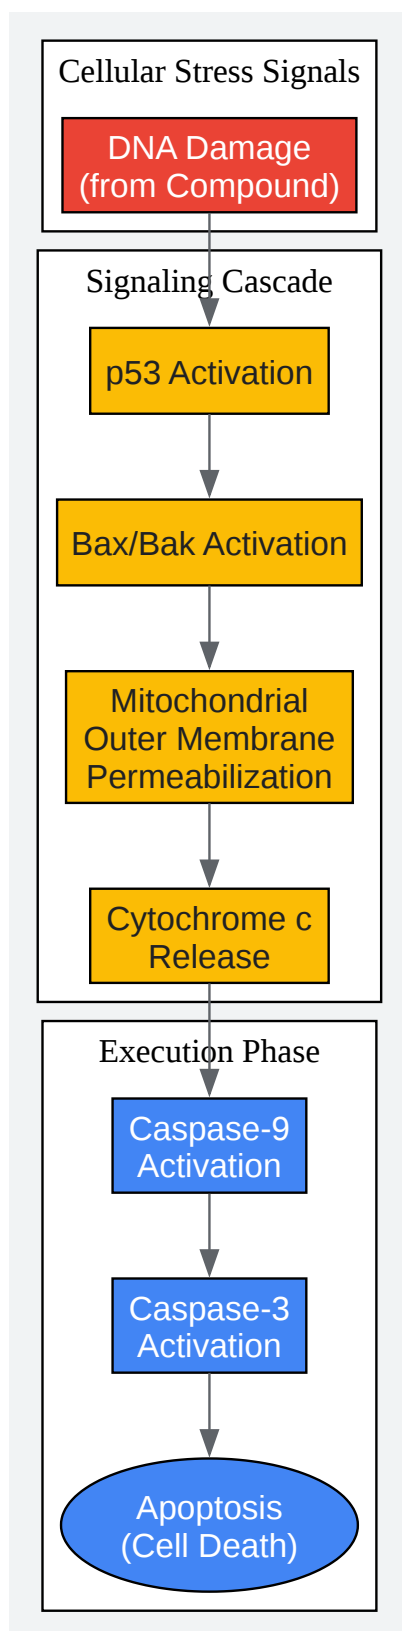 Cellular Stress Signals
DNA Damage
(from Compound)
Signaling Cascade
p53 Activation
Bax/Bak Activation
Mitochondrial
Outer Membrane
Permeabilization
Cytochrome c
Release
Execution Phase
Caspase-9
Activation
Caspase-3
Activation
Apoptosis
(Cell Death)